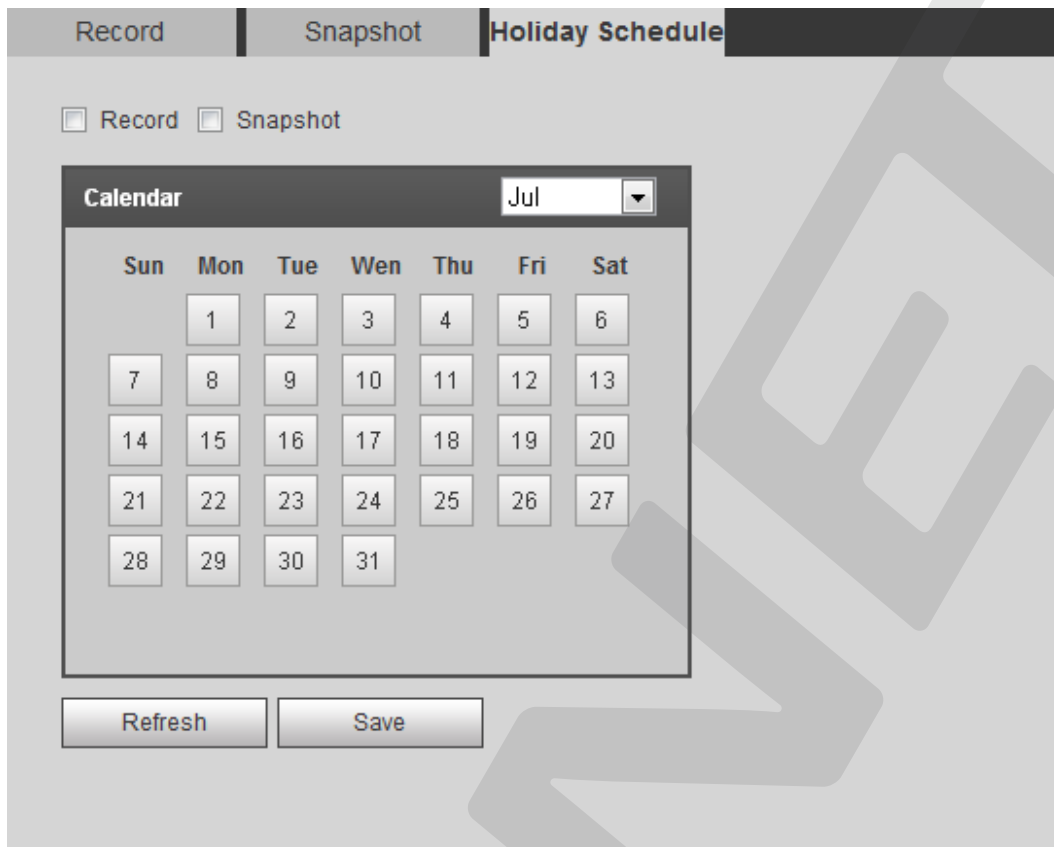 Record Snapshot Holiday Schedule
Record Snapshot
Calendar Jul
Sun Mon Tue Wen Thu Fri Sat
1 2 3 4 5 6
7 8 9 10 11 12 13
14 15 16 17 18 19 20
21 22 23 24 25 26 27
28 29 30 31
Refresh Save